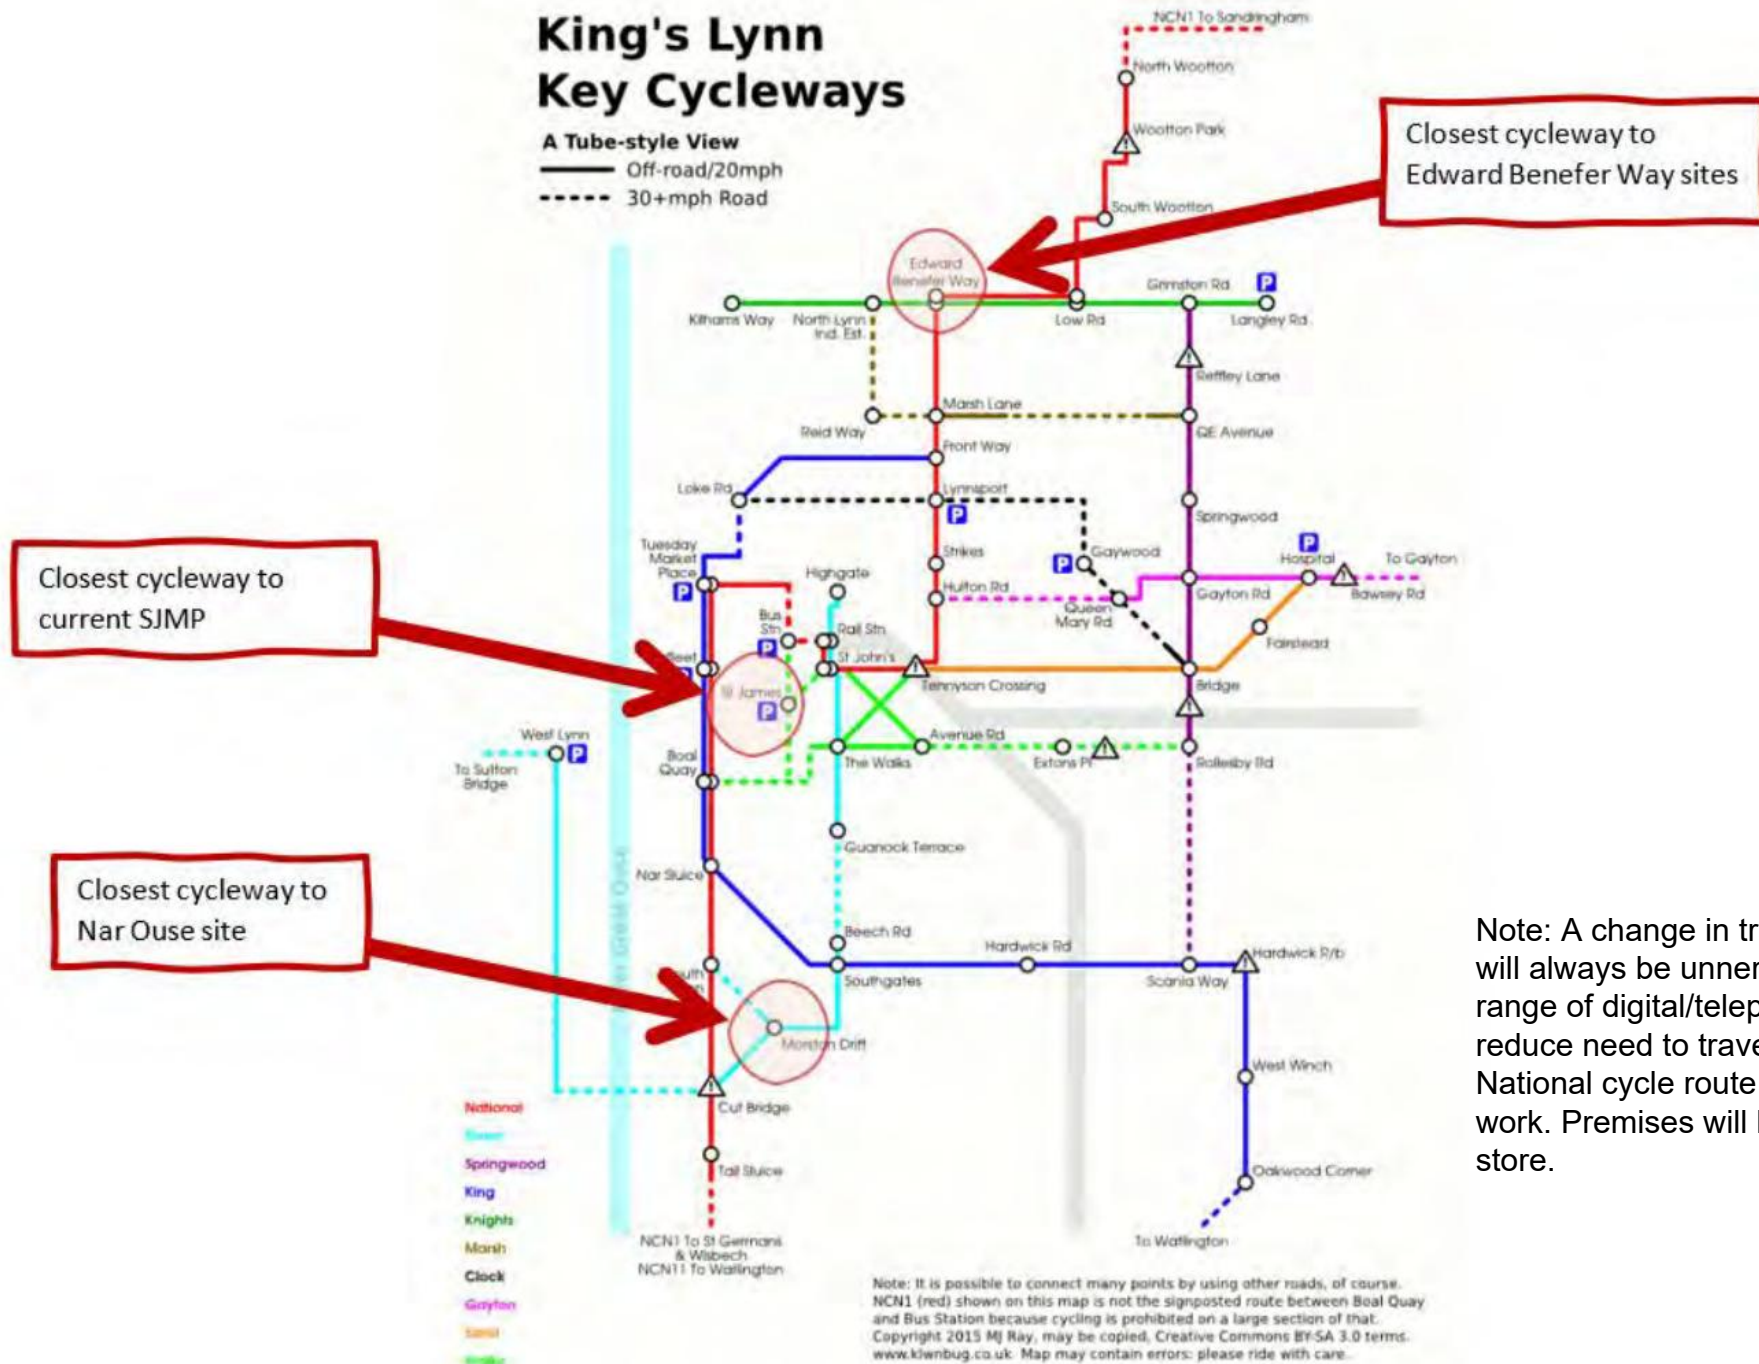 King's Lynn
Key Cycleways
A Tube-style View
Off-road/20mph
30+mph Road
NCN1 To Sandringham
North Wootton
Wootton Park
South Wootton
Closest cycleway to
Edward Benefer Way sites
Edward
Benefer Way
Grimston Rd
Kilhams Way
North Lynn
Ind. Est.
Low Rd
Langley Rd
Reffley Lane
Marsh Lane
Reid Way
QE Avenue
Front Way
Loke Rd
Lynnsport
P
Springwood
Tuesday
Market
Place
P
Strikes
Gaywood
P
Hospital
P
To Gayton
Highgate
Hulton Rd
Queen
Mary Rd
Gayton Rd
Bawsey Rd
Closest cycleway to
current SJMP
Bus
Stn
P
Rail Stn
Fairstead
St John's
Tennyson Crossing
Bridge
St James
P
West Lynn
P
To Sutton
Bridge
Boal
Quay
The Walks
Avenue Rd
Extons Pl
Rollesby Rd
Guanock Terrace
Closest cycleway to
Nar Ouse site
Nar Sluice
Beech Rd
Hardwick Rd
Hardwick R/b
Southgates
Scania Way
Morston Drift
West Winch
Cut Bridge
Tail Sluice
Oakwood Corner
To Watlington
NCN1 To St Germans
& Wisbech
NCN11 To Watlington
National
Springwood
King
Knights
Marsh
Clock
Gayton
Sand
Note: It is possible to connect many points by using other roads, of course.
NCN1 (red) shown on this map is not the signposted route between Boal Quay
and Bus Station because cycling is prohibited on a large section of that.
Copyright 2015 MJ Ray, may be copied, Creative Commons BY-SA 3.0 terms.
www.klwnbug.co.uk Map may contain errors: please ride with care.
Note: A change in tr
will always be unner
range of digital/telep
reduce need to trave
National cycle route
work. Premises will
store.
P